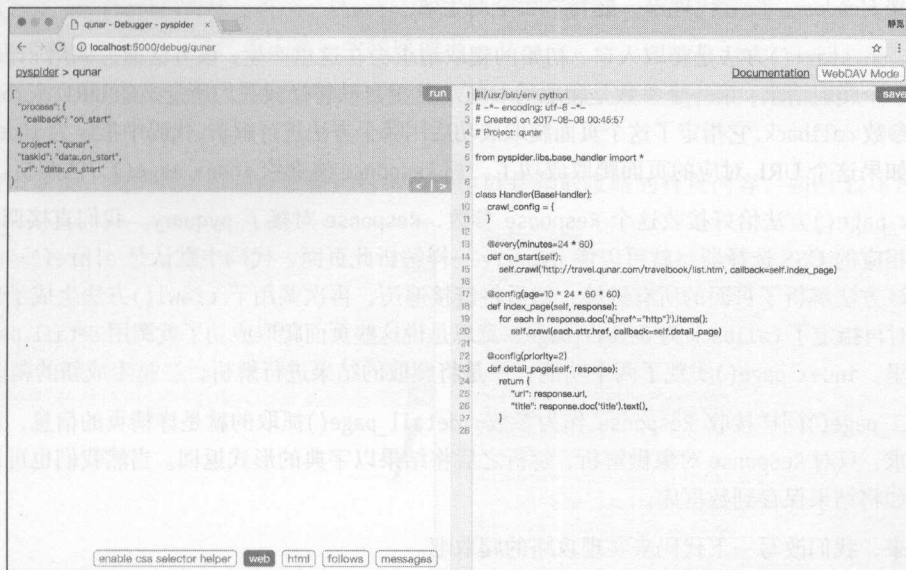 qunar - Debugger - pyspider ×
静觅
localhost:5000/debug/qunar
pyspider > qunar
Documentation WebDAV Mode
run
"process": {
"callback": "on_start"
},
"project": "qunar",
"taskid": "data:,on_start",
"url": "data:,on_start"
}
< | >
save
1 #!/usr/bin/env python
2 # -*- encoding: utf-8 -*-
3 # Created on 2017-08-08 00:45:57
4 # Project: qunar
5
6 from pyspider.libs.base_handler import *
7
8
9 class Handler(BaseHandler):
10 crawl_config = {
11 }
12
13 @every(minutes=24 * 60)
14 def on_start(self):
15 self.crawl('http://travel.qunar.com/travelbook/list.htm', callback=self.index_page)
16
17 @config(age=10 * 24 * 60 * 60)
18 def index_page(self, response):
19 for each in response.doc('a[href^="http"]').items():
20 self.crawl(each.attr.href, callback=self.detail_page)
21
22 @config(priority=2)
23 def detail_page(self, response):
24 return {
25 "url": response.url,
26 "title": response.doc('title').text(),
27 }
28
enable css selector helper web html follows messages